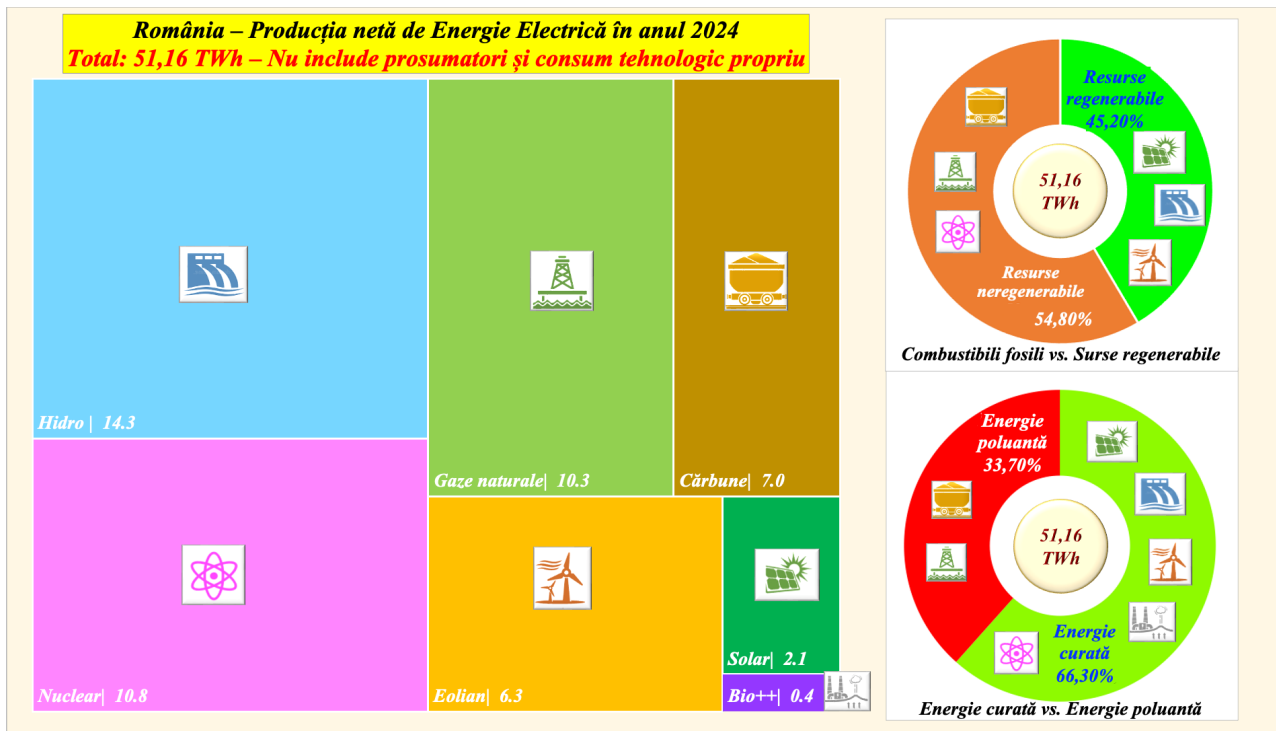 România – Producția netă de Energie Electrică în anul 2024
Total: 51,16 TWh – Nu include prosumatori și consum tehnologic propriu
Hidro | 14.3
Gaze naturale| 10.3
Cărbune| 7.0
Nuclear| 10.8
Eolian| 6.3
Solar| 2.1
Bio++| 0.4
Resurse
regenerabile
45,20%
51,16
TWh
Resurse
neregenerabile
54,80%
Combustibili fosili vs. Surse regenerabile
Energie
poluantă
33,70%
51,16
TWh
Energie
curată
66,30%
Energie curată vs. Energie poluantă